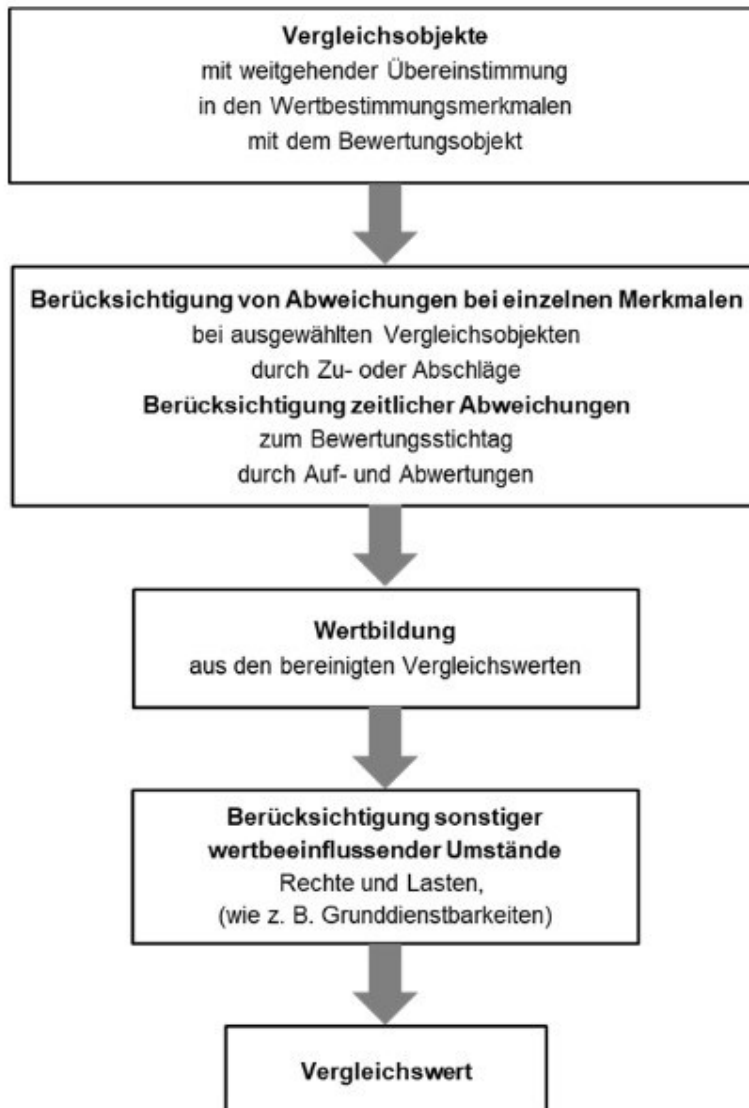 Vergleichsobjekte
mit weitgehender Übereinstimmung
in den Wertbestimmungsmerkmalen
mit dem Bewertungsobjekt
Berücksichtigung von Abweichungen bei einzelnen Merkmalen
bei ausgewählten Vergleichsobjekten
durch Zu- oder Abschläge
Berücksichtigung zeitlicher Abweichungen
zum Bewertungsstichtag
durch Auf- und Abwertungen
Wertbildung
aus den bereinigten Vergleichswerten
Berücksichtigung sonstiger
wertbeeinflussender Umstände
Rechte und Lasten,
(wie z. B. Grunddienstbarkeiten)
Vergleichswert